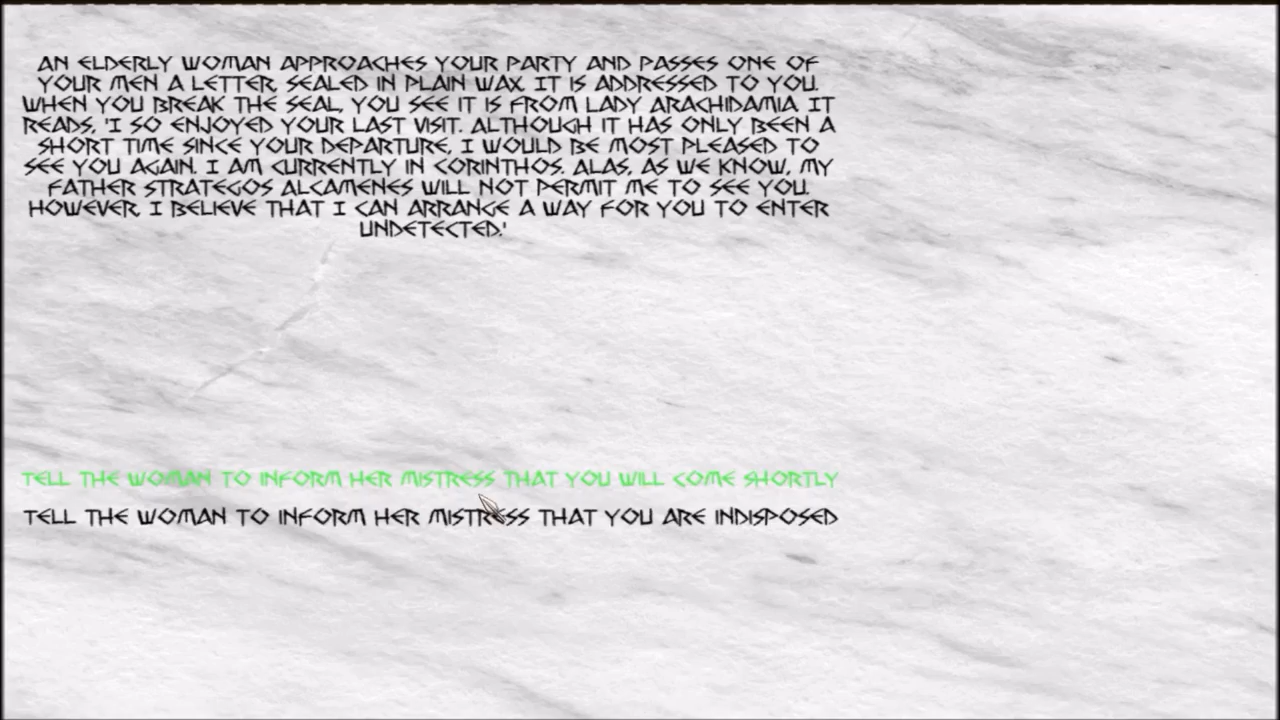 AN ELDERLY WOMAN APPROACHES YOUR PARTY AND PASSES ONE OF
YOUR MEN A LETTER, SEALED IN PLAIN WAX. IT IS ADDRESSED TO YOU.
WHEN YOU BREAK THE SEAL, YOU SEE IT IS FROM LADY ARACHIDAMIA. IT
READS, 'I SO ENJOYED YOUR LAST VISIT. ALTHOUGH IT HAS ONLY BEEN A
SHORT TIME SINCE YOUR DEPARTURE, I WOULD BE MOST PLEASED TO
SEE YOU AGAIN. I AM CURRENTLY IN CORINTHOS. ALAS, AS WE KNOW, MY
FATHER STRATEGOS ALCAMENES WILL NOT PERMIT ME TO SEE YOU.
HOWEVER, I BELIEVE THAT I CAN ARRANGE A WAY FOR YOU TO ENTER
UNDETECTED.'
TELL THE WOMAN TO INFORM HER MISTRESS THAT YOU WILL COME SHORTLY
TELL THE WOMAN TO INFORM HER MISTRESS THAT YOU ARE INDISPOSED